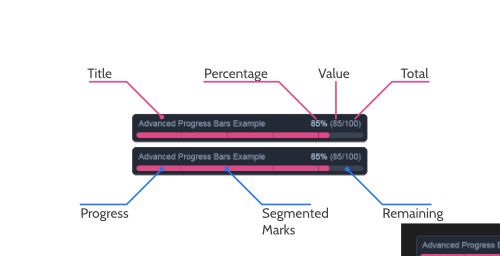 Title
Percentage
Value
Total
Advanced Progress Bars Example 85% (85/100)
Advanced Progress Bars Example 85% (85/100)
Progress
Segmented
Marks
Remaining
Advanced Progress